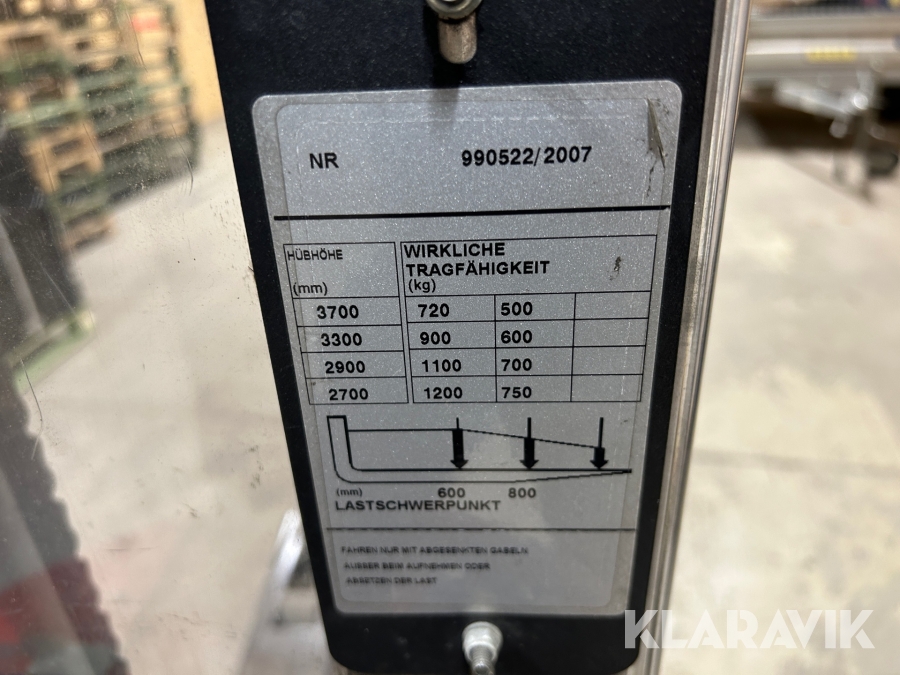 NR 990522/2007
HÜBHÖHE
(mm)
WIRKLICHE
TRAGFÄHIGKEIT
(kg)
3700 720 500
3300 900 600
2900 1100 700
2700 1200 750
(mm) 600 800
LASTSCHWERPUNKT
FAHREN NUR MIT ABGESENKTEN GABELN
AUSSER BEIM AUFNEHMEN ODER
ABSETZEN DER LAST
KLARAVIK